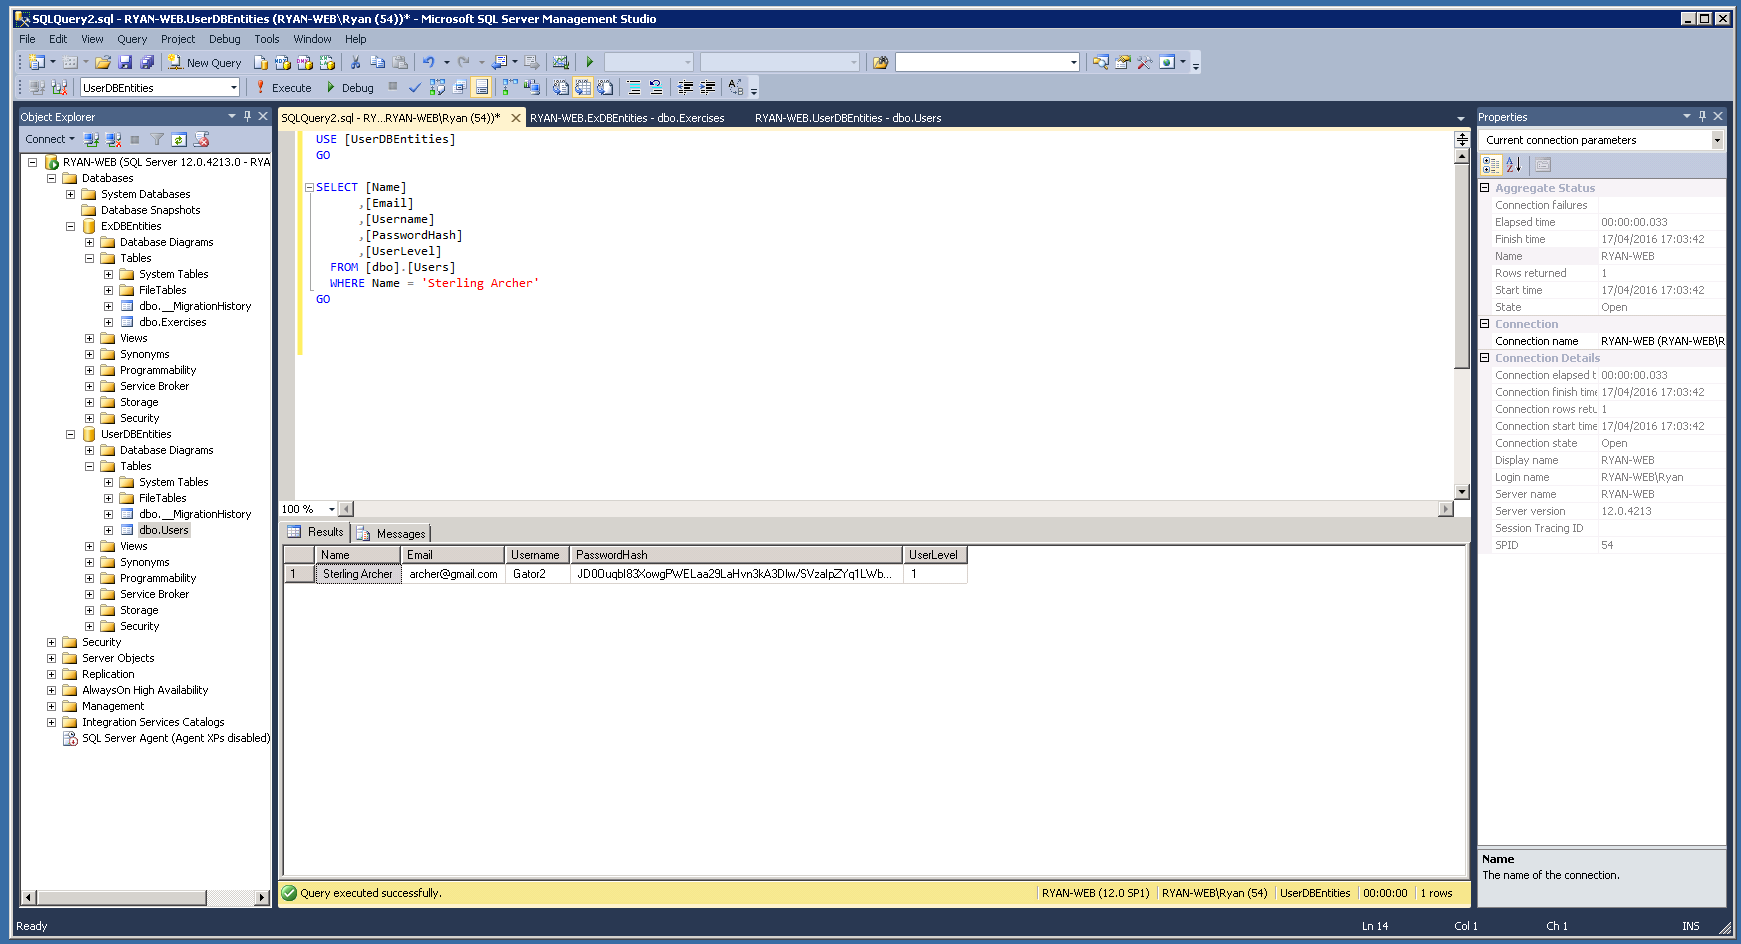 SQLQuery2.sql - RYAN-WEB.UserDBEntities (RYAN-WEB\Ryan (54))* - Microsoft SQL Server Management Studio
File Edit View Query Project Debug Tools Window Help
New Query
UserDBEntities Execute Debug
Object Explorer
Connect
RYAN-WEB (SQL Server 12.0.4213.0 - RYA
Databases
System Databases
Database Snapshots
ExDBEntities
Database Diagrams
Tables
System Tables
FileTables
dbo.__MigrationHistory
dbo.Exercises
Views
Synonyms
Programmability
Service Broker
Storage
Security
UserDBEntities
Database Diagrams
Tables
System Tables
FileTables
dbo.__MigrationHistory
dbo.Users
Views
Synonyms
Programmability
Service Broker
Storage
Security
Security
Server Objects
Replication
AlwaysOn High Availability
Management
Integration Services Catalogs
SQL Server Agent (Agent XPs disabled)
SQLQuery2.sql - RY...RYAN-WEB\Ryan (54))* RYAN-WEB.ExDBEntities - dbo.Exercises RYAN-WEB.UserDBEntities - dbo.Users
USE [UserDBEntities]
GO
SELECT [Name]
,[Email]
,[Username]
,[PasswordHash]
,[UserLevel]
FROM [dbo].[Users]
WHERE Name = 'Sterling Archer'
GO
100 %
Results Messages
Name Email Username PasswordHash UserLevel
1 Sterling Archer archer@gmail.com Gator2 1
Query executed successfully. RYAN-WEB (12.0 SP1) RYAN-WEB\Ryan (54) UserDBEntities 00:00:00 1 rows
Properties
Current connection parameters
Aggregate Status
Connection failures
Elapsed time 00:00:00.033
Finish time 17/04/2016 17:03:42
Name RYAN-WEB
Rows returned 1
Start time 17/04/2016 17:03:42
State Open
Connection
Connection name RYAN-WEB (RYAN-WEB\R
Connection Details
Connection elapsed t 00:00:00.033
Connection finish time 17/04/2016 17:03:42
Connection rows retu 1
Connection start time 17/04/2016 17:03:42
Connection state Open
Display name RYAN-WEB
Login name RYAN-WEB\Ryan
Server name RYAN-WEB
Server version 12.0.4213
Session Tracing ID
SPID 54
Name
The name of the connection.
Ready Ln 14 Col 1 Ch 1 INS